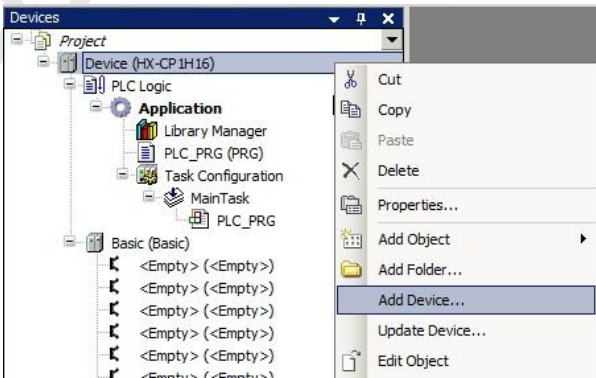 Devices
Project
Device (HX-CP1H16)
PLC Logic
Application
Library Manager
PLC_PRG (PRG)
Task Configuration
MainTask
PLC_PRG
Basic (Basic)
<Empty> (<Empty>)
<Empty> (<Empty>)
<Empty> (<Empty>)
<Empty> (<Empty>)
<Empty> (<Empty>)
<Empty> (<Empty>)
Cut
Copy
Paste
Delete
Properties...
Add Object
Add Folder...
Add Device...
Update Device...
Edit Object